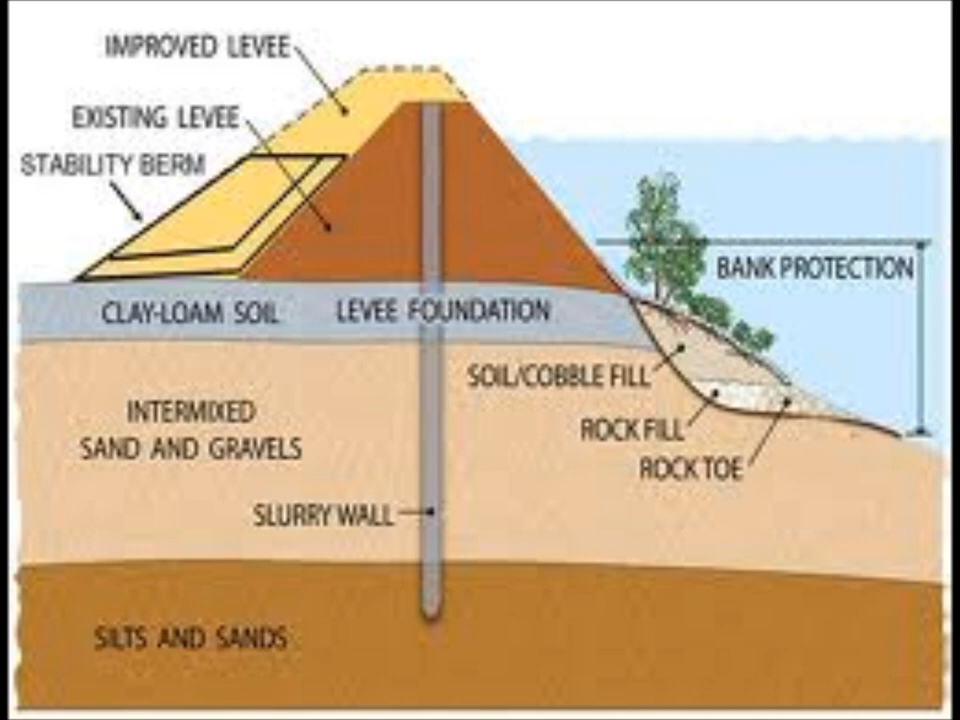 IMPROVED LEVEE
EXISTING LEVEE
STABILITY BERM
BANK PROTECTION
CLAY-LOAM SOIL
LEVEE FOUNDATION
SOIL/COBBLE FILL
INTERMIXED
SAND AND GRAVELS
ROCK FILL
ROCK TOE
SLURRY WALL
SILTS AND SANDS